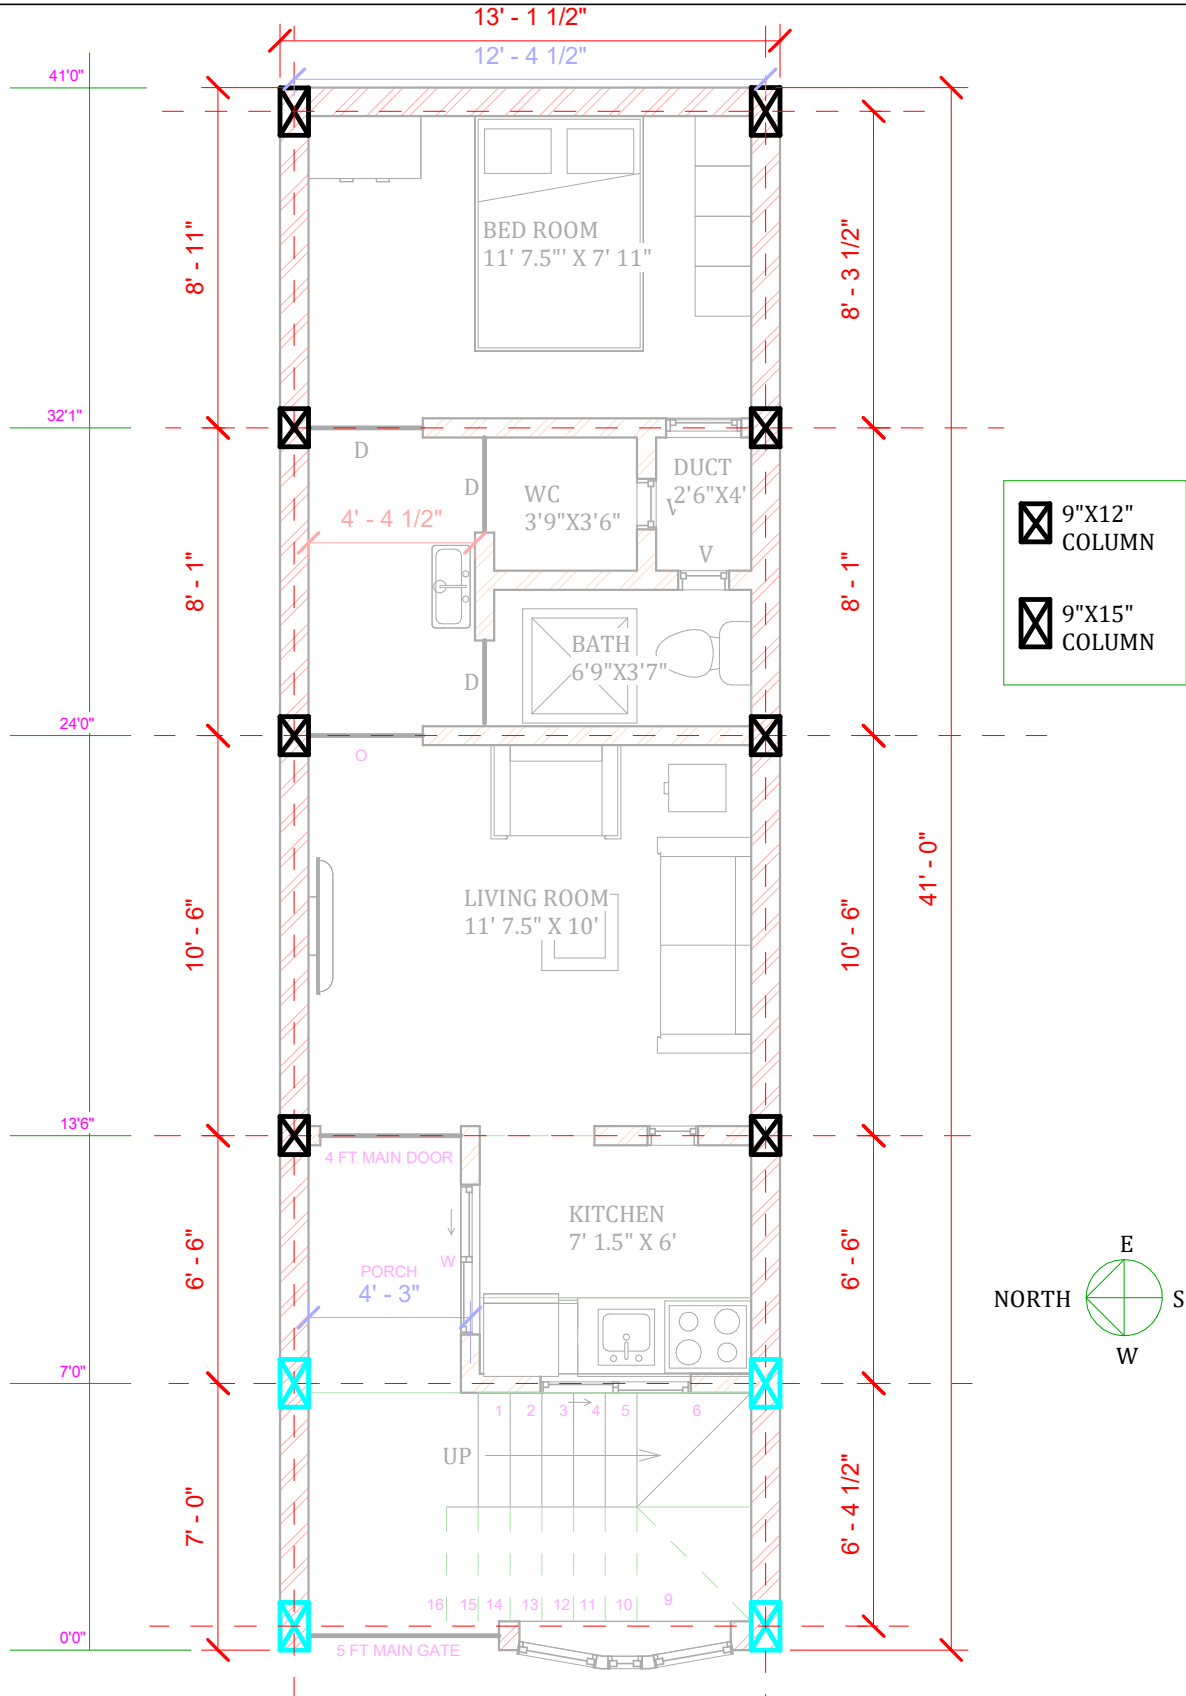 13' - 1 1/2"
12' - 4 1/2"
41'0"
8' - 11"
BED ROOM
11' 7.5"' X 7' 11"
8' - 3 1/2"
32'1"
D
D
WC
3'9"X3'6"
DUCT
2'6"X4'
V
V
4' - 4 1/2"
8' - 1"
8' - 1"
9"X12"
COLUMN
9"X15"
COLUMN
BATH
6'9"X3'7"
D
24'0"
O
41' - 0"
10' - 6"
LIVING ROOM
11' 7.5" X 10'
10' - 6"
13'6"
4 FT MAIN DOOR
KITCHEN
7' 1.5" X 6'
6' - 6"
W
PORCH
4' - 3"
6' - 6"
E
NORTH
S
W
7'0"
1 2 3 4 5 6
UP
7' - 0"
6' - 4 1/2"
16 15 14 13 12 11 10 9
0'0"
5 FT MAIN GATE